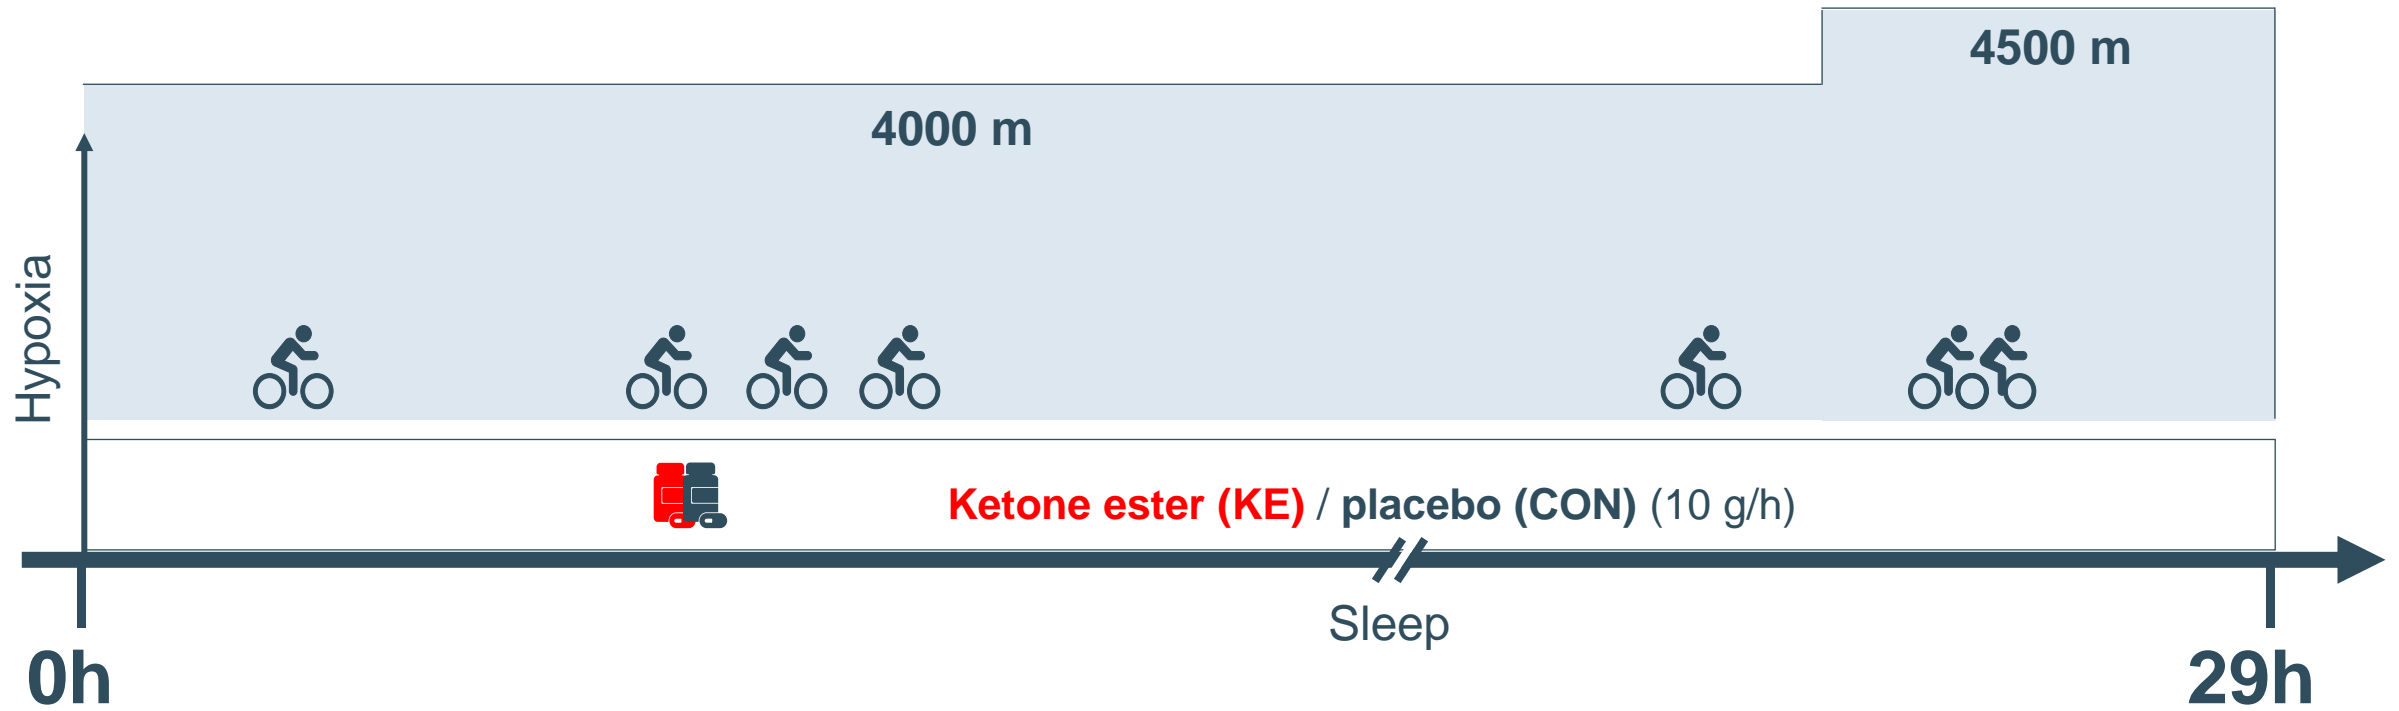 4500 m
4000 m
Hypoxia
Ketone ester (KE) / placebo (CON) (10 g/h)
Sleep
0h
29h